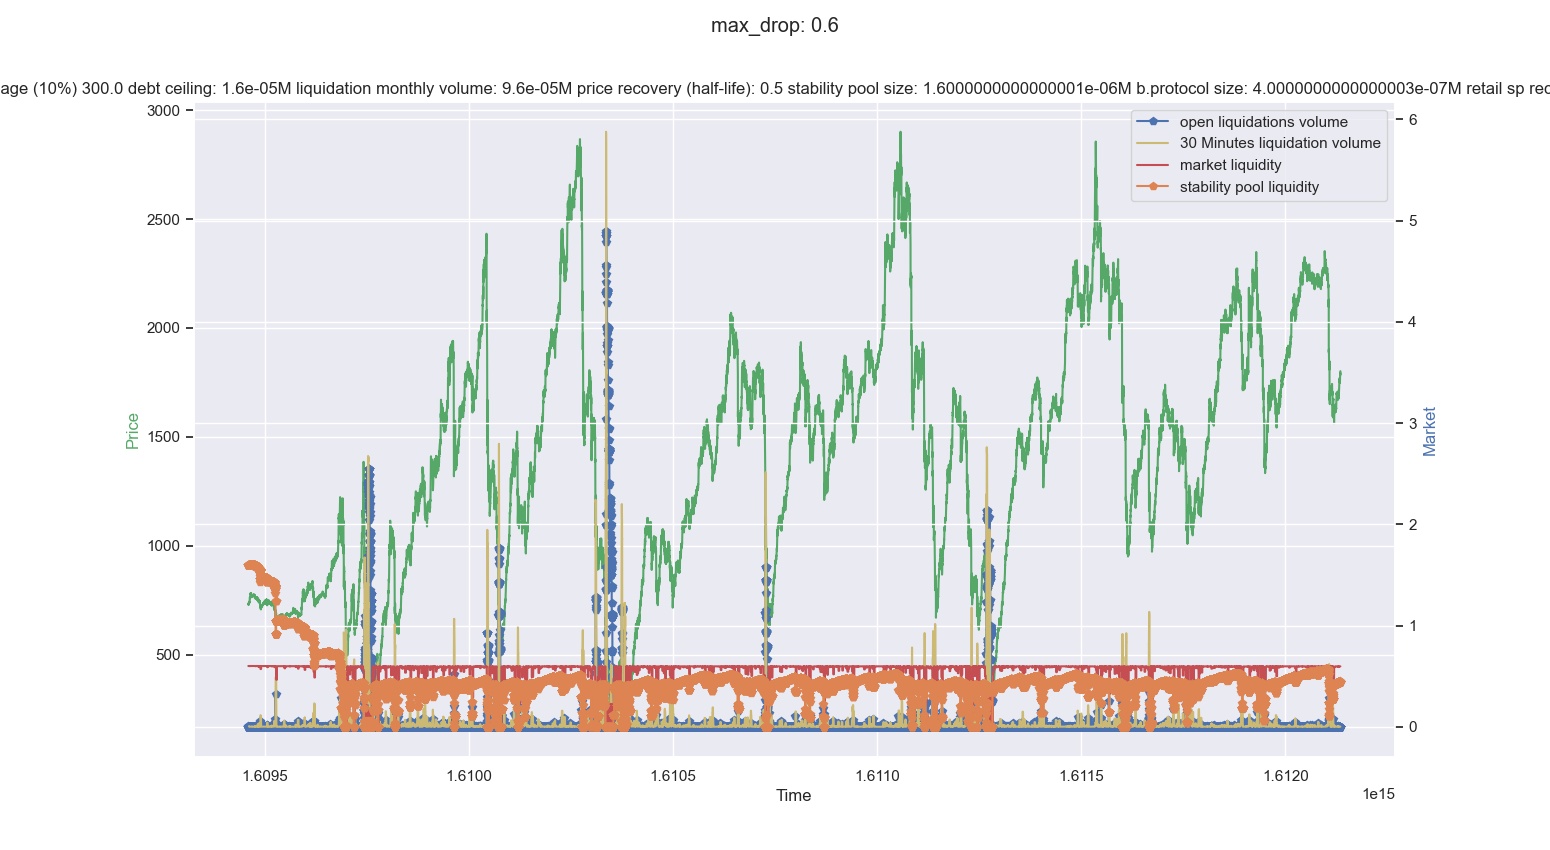 max_drop: 0.6
age (10%) 300.0 debt ceiling: 1.6e-05M liquidation monthly volume: 9.6e-05M price recovery (half-life): 0.5 stability pool size: 1.6000000000000001e-06M b.protocol size: 4.0000000000000003e-07M retail sp rec
3000
2500
2000
1500
1000
500
Price
6
5
4
3
2
1
0
Market
open liquidations volume
30 Minutes liquidation volume
market liquidity
stability pool liquidity
1.6095 1.6100 1.6105 1.6110 1.6115 1.6120
1e15
Time